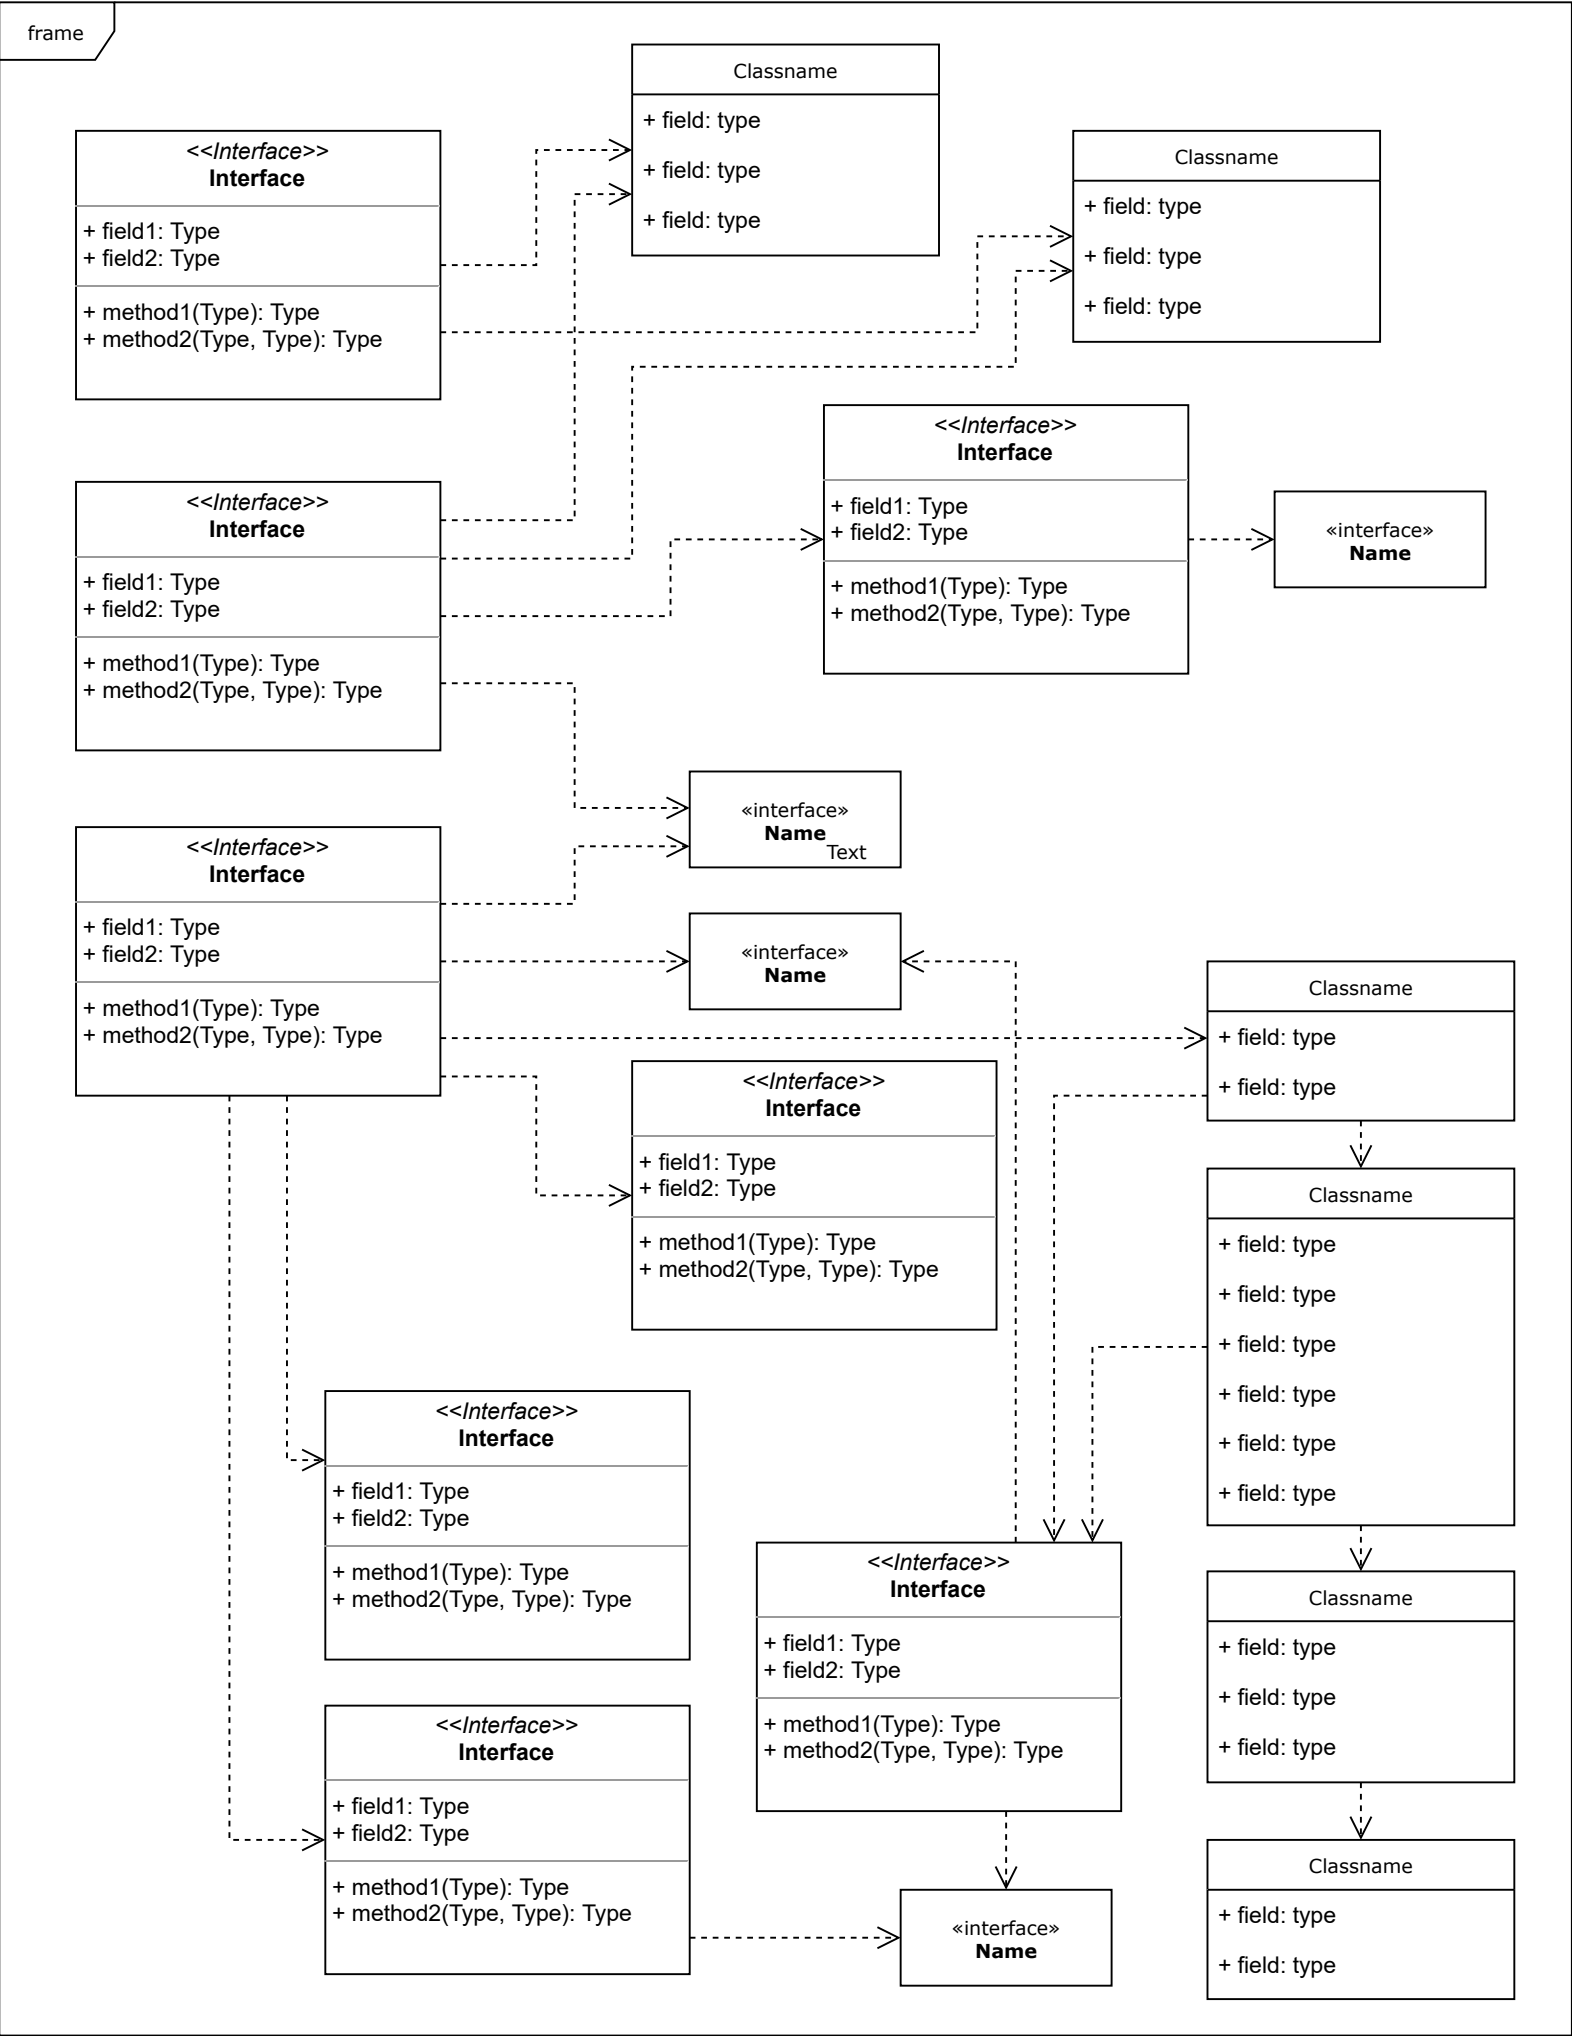 frame
Classname
+ field: type
+ field: type
+ field: type
<<Interface>>
Interface
+ field1: Type
+ field2: Type
+ method1(Type): Type
+ method2(Type, Type): Type
Classname
+ field: type
+ field: type
+ field: type
<<Interface>>
Interface
+ field1: Type
+ field2: Type
+ method1(Type): Type
+ method2(Type, Type): Type
<<Interface>>
Interface
+ field1: Type
+ field2: Type
+ method1(Type): Type
+ method2(Type, Type): Type
«interface»
Name
«interface»
Name
Text
<<Interface>>
Interface
+ field1: Type
+ field2: Type
+ method1(Type): Type
+ method2(Type, Type): Type
«interface»
Name
Classname
+ field: type
+ field: type
<<Interface>>
Interface
+ field1: Type
+ field2: Type
+ method1(Type): Type
+ method2(Type, Type): Type
Classname
+ field: type
+ field: type
+ field: type
+ field: type
+ field: type
+ field: type
<<Interface>>
Interface
+ field1: Type
+ field2: Type
+ method1(Type): Type
+ method2(Type, Type): Type
<<Interface>>
Interface
+ field1: Type
+ field2: Type
+ method1(Type): Type
+ method2(Type, Type): Type
Classname
+ field: type
+ field: type
+ field: type
<<Interface>>
Interface
+ field1: Type
+ field2: Type
+ method1(Type): Type
+ method2(Type, Type): Type
«interface»
Name
Classname
+ field: type
+ field: type